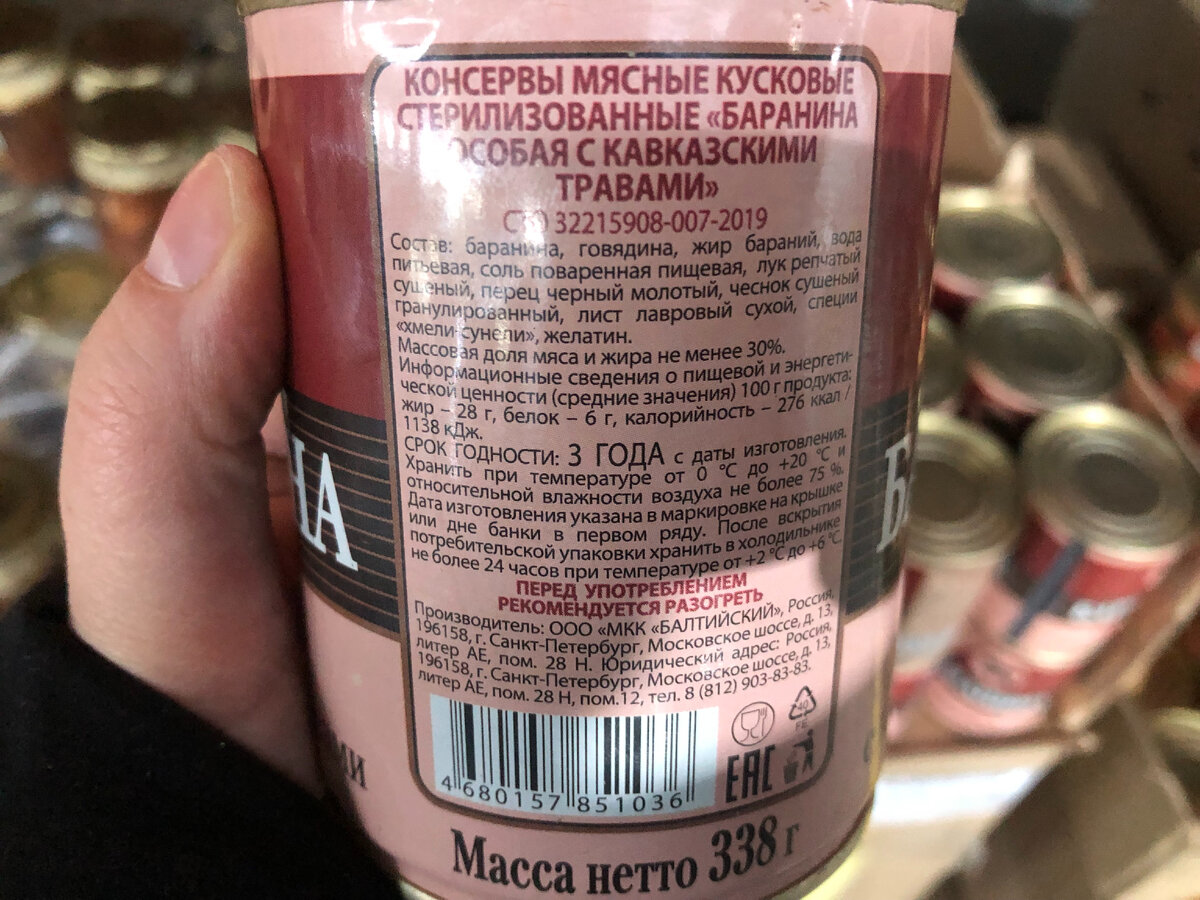 КОНСЕРВЫ МЯСНЫЕ КУСКОВЫЕ
СТЕРИЛИЗОВАННЫЕ «БАРАНИНА
ОСОБАЯ С КАВКАЗСКИМИ
ТРАВАМИ»
СТО 32215908-007-2019
Состав: баранина, говядина, жир бараний, вода
питьевая, соль поваренная пищевая, лук репчатый
сушеный, перец черный молотый, чеснок сушеный
гранулированный, лист лавровый сухой, специи
«хмели-сунели», желатин.
Массовая доля мяса и жира не менее 30%.
Информационные сведения о пищевой и энергети-
ческой ценности (средние значения) 100 г продукта:
жир – 28 г, белок – 6 г, калорийность – 276 ккал /
1138 кДж.
СРОК ГОДНОСТИ: 3 ГОДА с даты изготовления.
Хранить при температуре от 0 °С до +20 °С и
относительной влажности воздуха не более 75 %.
Дата изготовления указана в маркировке на крышке
или дне банки в первом ряду. После вскрытия
потребительской упаковки хранить в холодильнике
не более 24 часов при температуре от +2 °С до +6 °С.
ПЕРЕД УПОТРЕБЛЕНИЕМ
РЕКОМЕНДУЕТСЯ РАЗОГРЕТЬ
Производитель: ООО «МКК «БАЛТИЙСКИЙ», Россия,
196158, г. Санкт-Петербург, Московское шоссе, д. 13,
литер АЕ, пом. 28 Н. Юридический адрес: Россия,
196158, г. Санкт-Петербург, Московское шоссе, д. 13,
литер АЕ, пом. 28 Н, пом.12, тел. 8 (812) 903-83-83.
4 680157 851036
40
FE
ЕАС
Масса нетто 338 г
НА
Б
МИ